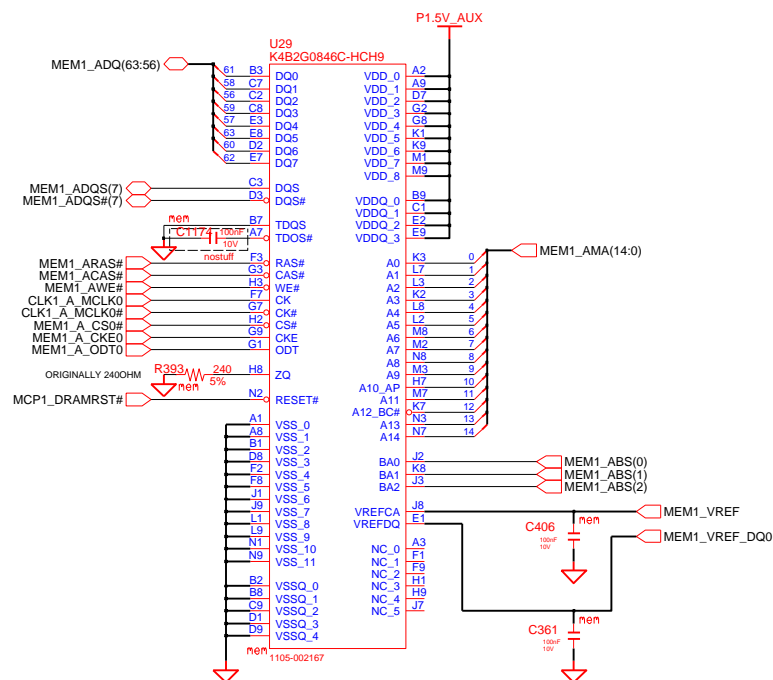 P1.5V_AUX
U29
K4B2G0846C-HCH9
MEM1_ADQ(63:56)
61 B3 DQ0 VDD_0 A2
58 C7 DQ1 VDD_1 A9
56 C2 DQ2 VDD_2 D7
59 C8 DQ3 VDD_3 G2
57 E3 DQ4 VDD_4 G8
63 E8 DQ5 VDD_5 K1
60 D2 DQ6 VDD_6 K9
62 E7 DQ7 VDD_7 M1
VDD_8 M9
MEM1_ADQS(7) C3 DQS
MEM1_ADQS#(7) D3 DQS#
VDDQ_0 B9
VDDQ_1 C1
VDDQ_2 E2
VDDQ_3 E9
mem B7 TDQS
C1174 100nF A7 TDOS#
10V
nostuff
MEM1_ARAS# F3 RAS# A0 K3 0 MEM1_AMA(14:0)
MEM1_ACAS# G3 CAS# A1 L7 1
MEM1_AWE# H3 WE# A2 L3 2
CLK1_A_MCLK0 F7 CK A3 K2 3
CLK1_A_MCLK0# G7 CK# A4 L8 4
MEM1_A_CS0# H2 CS# A5 L2 5
MEM1_A_CKE0 G9 CKE A6 M8 6
MEM1_A_ODT0 G1 ODT A7 M2 7
A8 N8 8
R393 240 H8 ZQ A9 M3 9
ORIGINALLY 240OHM
mem 5%
A10_AP H7 10
A11 M7 11
MCP1_DRAMRST# N2 RESET# A12_BC# K7 12
A13 N3 13
A14 N7 14
A1 VSS_0
A8 VSS_1
B1 VSS_2
D8 VSS_3 BA0 J2 MEM1_ABS(0)
F2 VSS_4 BA1 K8 MEM1_ABS(1)
F8 VSS_5 BA2 J3 MEM1_ABS(2)
J1 VSS_6
J9 VSS_7 VREFCA J8 mem MEM1_VREF
L1 VSS_8 VREFDQ E1
L9 VSS_9
N1 VSS_10
N9 VSS_11
C406
100nF
10V
MEM1_VREF_DQ0
NC_0 A3
NC_1 F1
NC_2 F9
NC_3 H1
NC_4 H9
NC_5 J7
B2 VSSQ_0
B8 VSSQ_1
C9 VSSQ_2
D1 VSSQ_3
D9 VSSQ_4
mem
C361
100nF
10V
mem
1105-002167